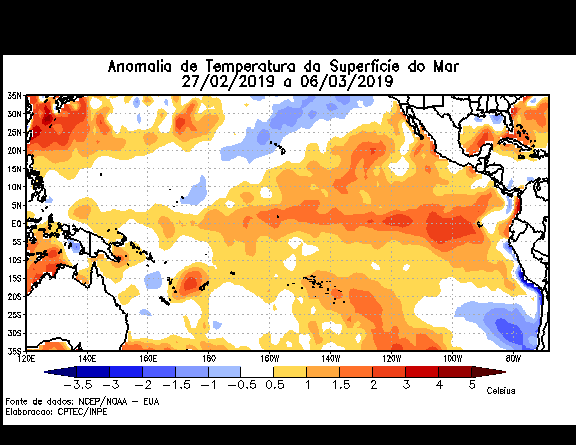 Anomalia de Temperatura da Superfície do Mar
27/02/2019 a 06/03/2019
35N
30N
25N
20N
15N
10N
5N
EQ
5S
10S
15S
20S
25S
30S
35S
120E 140E 160E 180 160W 140W 120W 100W 80W
−3.5 −3 −2 −1.5 −1 −0.5 0.5 1 1.5 2 3 4 5
Celsius
Fonte de dados: NCEP/NOAA − EUA
Elaboracao: CPTEC/INPE